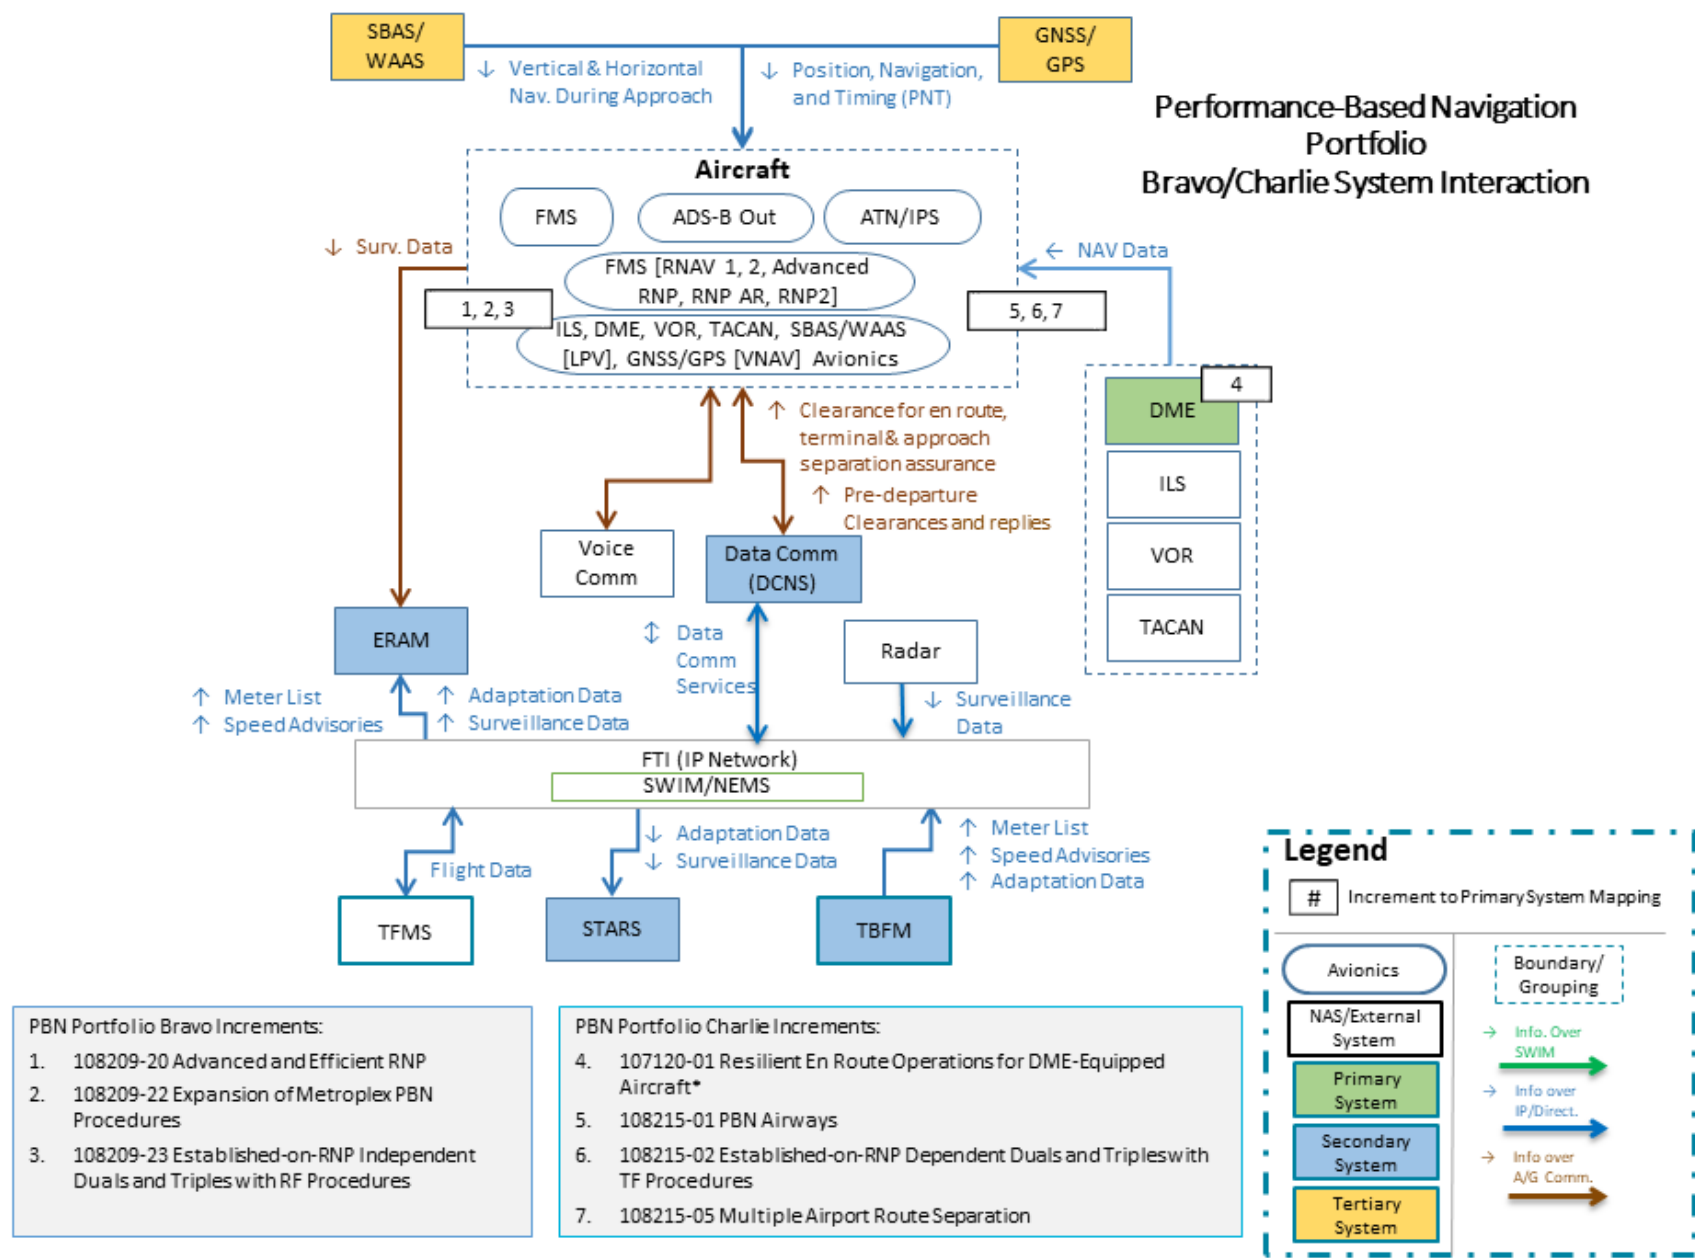 SBAS/
WAAS
GNSS/
GPS
↓ Vertical & Horizontal
Nav. During Approach
↓ Position, Navigation,
and Timing (PNT)
Performance-Based Navigation
Portfolio
Bravo/Charlie System Interaction
Aircraft
FMS
ADS-B Out
ATN/IPS
FMS [RNAV 1, 2, Advanced
RNP, RNP AR, RNP2]
ILS, DME, VOR, TACAN, SBAS/WAAS
[LPV], GNSS/GPS [VNAV] Avionics
↓ Surv. Data
1, 2, 3
5, 6, 7
← NAV Data
4
DME
ILS
VOR
TACAN
↑ Clearance for en route,
terminal & approach
separation assurance
↑ Pre-departure
Clearances and replies
Voice
Comm
Data Comm
(DCNS)
ERAM
↕ Data
Comm
Services
Radar
↑ Meter List
↑ Speed Advisories
↑ Adaptation Data
↑ Surveillance Data
↓ Surveillance
Data
FTI (IP Network)
SWIM/NEMS
Flight Data
↓ Adaptation Data
↓ Surveillance Data
↑ Meter List
↑ Speed Advisories
↑ Adaptation Data
TFMS
STARS
TBFM
PBN Portfolio Bravo Increments:
1. 108209-20 Advanced and Efficient RNP
2. 108209-22 Expansion of Metroplex PBN
Procedures
3. 108209-23 Established-on-RNP Independent
Duals and Triples with RF Procedures
PBN Portfolio Charlie Increments:
4. 107120-01 Resilient En Route Operations for DME-Equipped
Aircraft*
5. 108215-01 PBN Airways
6. 108215-02 Established-on-RNP Dependent Duals and Triples with
TF Procedures
7. 108215-05 Multiple Airport Route Separation
Legend
# Increment to Primary System Mapping
Avionics
NAS/External
System
Primary
System
Secondary
System
Tertiary
System
Boundary/
Grouping
→ Info. Over
SWIM
→ Info over
IP/Direct.
→ Info over
A/G Comm.